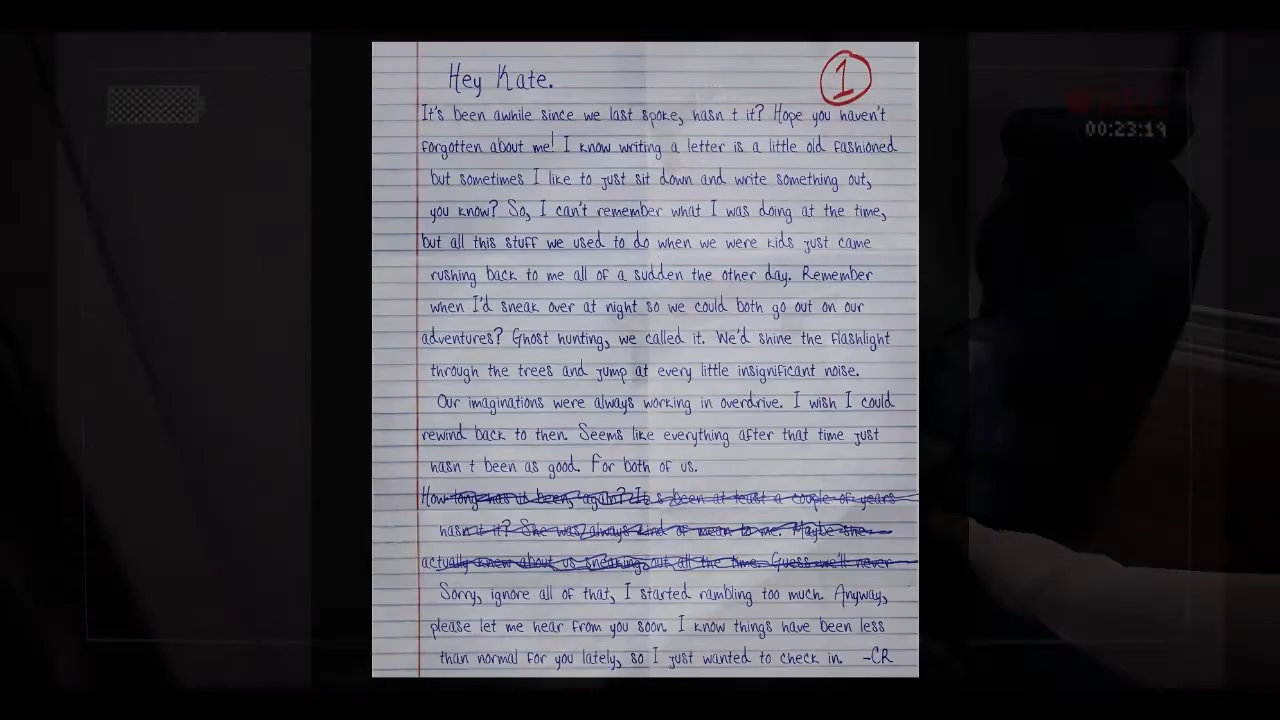 Hey Kate.
1
It's been awhile since we last spoke, hasn t it? Hope you haven't
forgotten about me! I know writing a letter is a little old fashioned
but sometimes I like to just sit down and write something out,
you know? So, I can't remember what I was doing at the time,
but all this stuff we used to do when we were kids just came
rushing back to me all of a sudden the other day. Remember
when I'd sneak over at night so we could both go out on our
adventures? Ghost hunting, we called it. We'd shine the flashlight
through the trees and jump at every little insignificant noise.
Our imaginations were always working in overdrive. I wish I could
rewind back to then. Seems like everything after that time just
hasn t been as good. For both of us.
How long has it been, again? It s been at least a couple of years
hasn t it? She was always kind of mean to me. Maybe she
actually knew about us sneaking out all the time. Guess we'll never
Sorry, ignore all of that, I started rambling too much. Anyway,
please let me hear from you soon. I know things have been less
than normal for you lately, so I just wanted to check in. -CR
REC
00:23:19